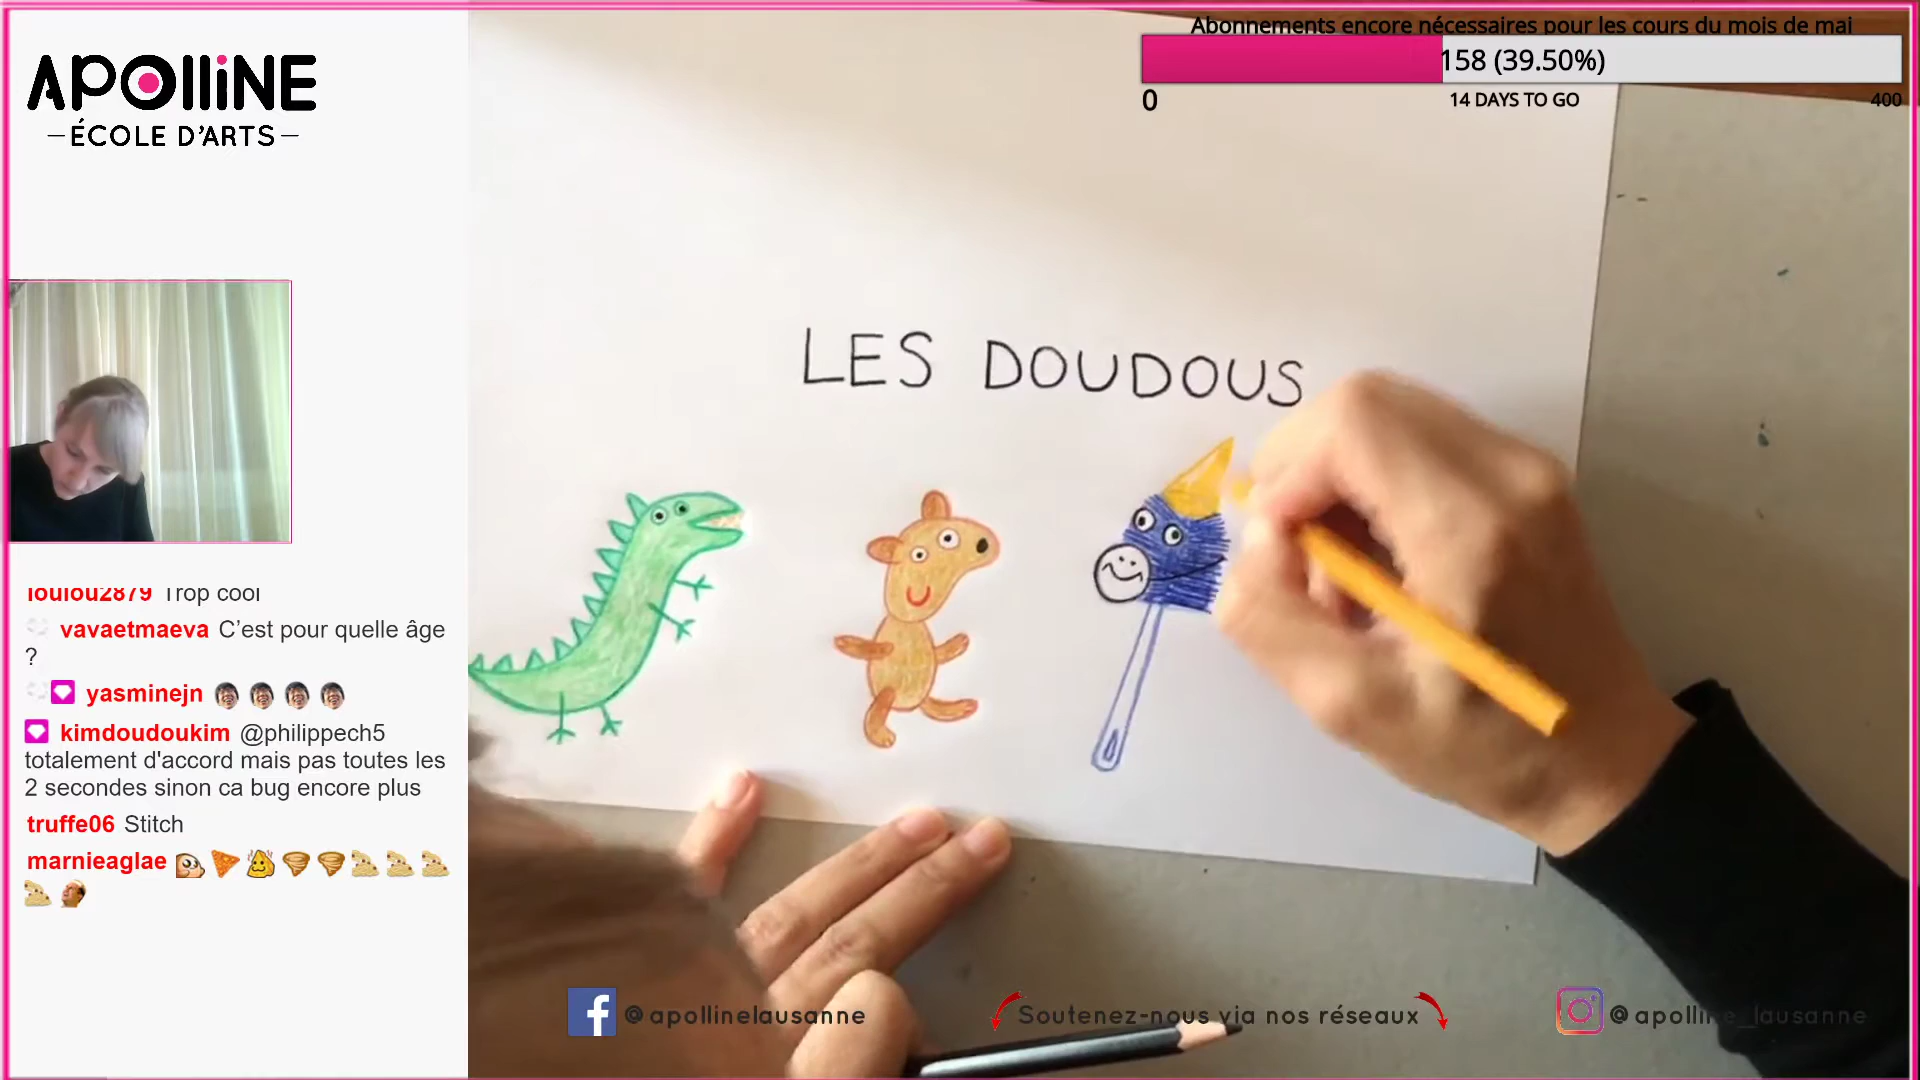 APOLLINE
ÉCOLE D'ARTS
Abonnements encore nécessaires pour les cours du mois de mai
158 (39.50%)
0
14 DAYS TO GO
400
LES DOUDOUS
loulou2879 Trop cool
vavaetmaeva C'est pour quelle âge
?
yasminejn
kimdoudoukim @philippech5
totalement d'accord mais pas toutes les
2 secondes sinon ca bug encore plus
truffe06 Stitch
marnieaglae
@apollinelausanne
Soutenez-nous via nos réseaux
@apolline_lausanne